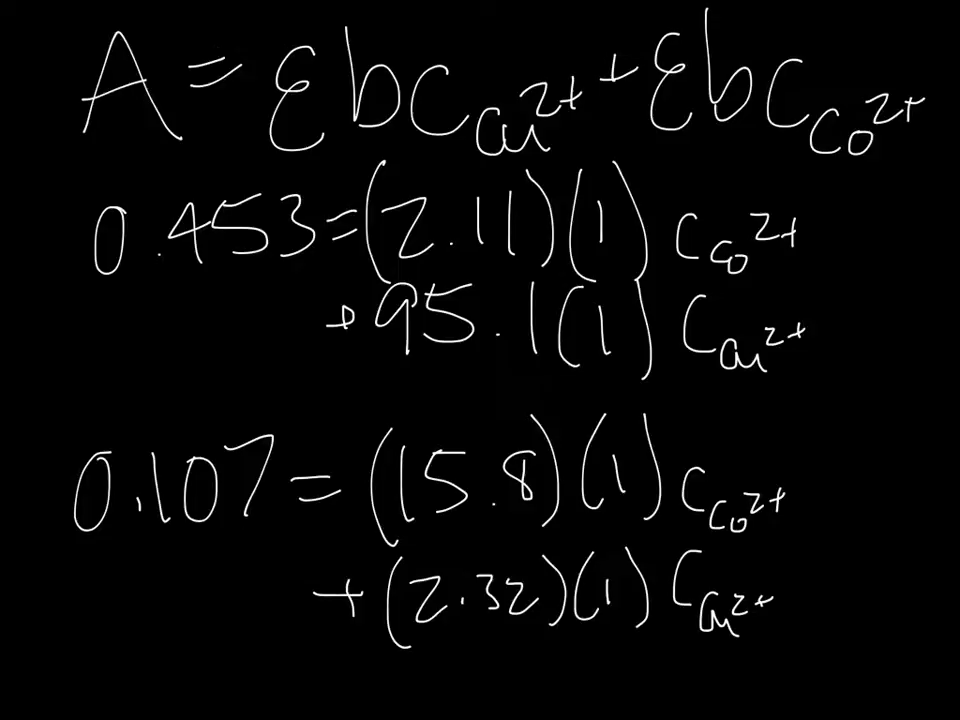 A = εbc_Cu²⁺ + εbc_Co²⁺
0.453 = (2.11)(1) c_Co²⁺
+ 95.1(1) C_Cu²⁺
0.107 = (15.8)(1) c_Co²⁺
+ (2.32)(1) C_Cu²⁺